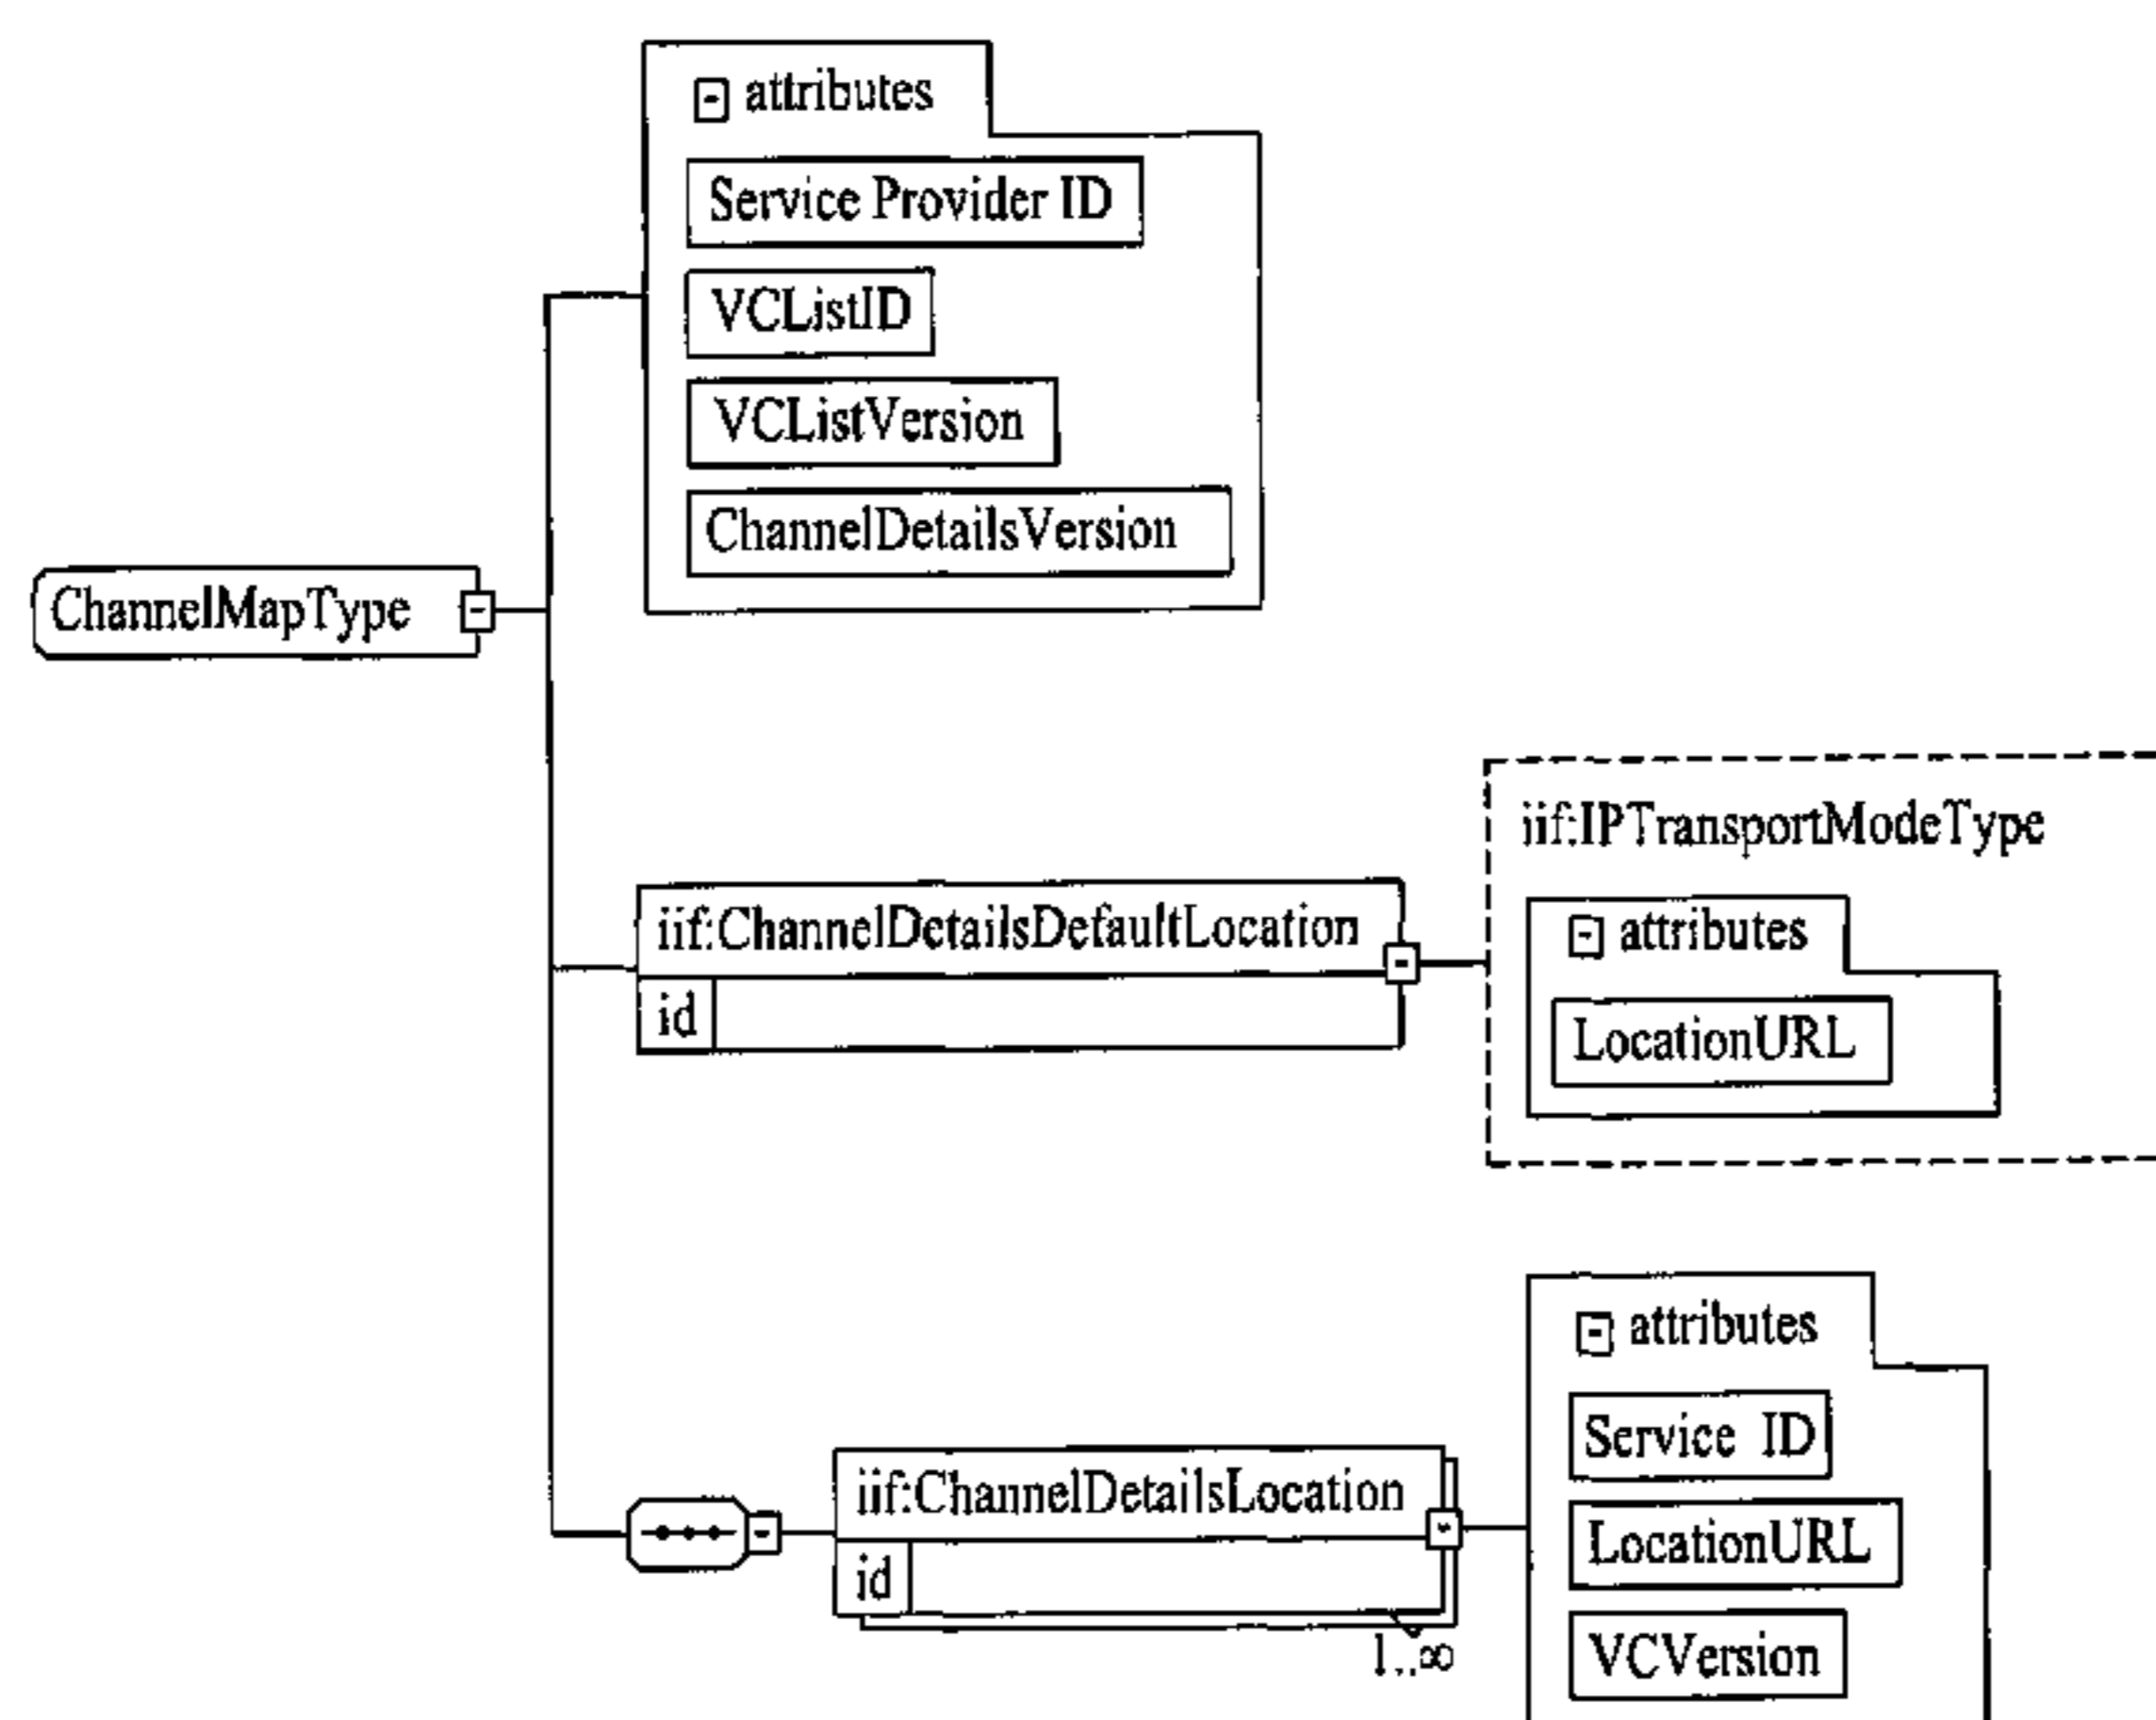 attributes
Service Provider ID
VCListID
VCListVersion
ChannelDetailsVersion
ChannelMapType
iif:IPTransportModeType
iif:ChannelDetailsDefaultLocation
id
attributes
LocationURL
attributes
Service ID
iif:ChannelDetailsLocation
id
LocationURL
VCVersion
1..∞